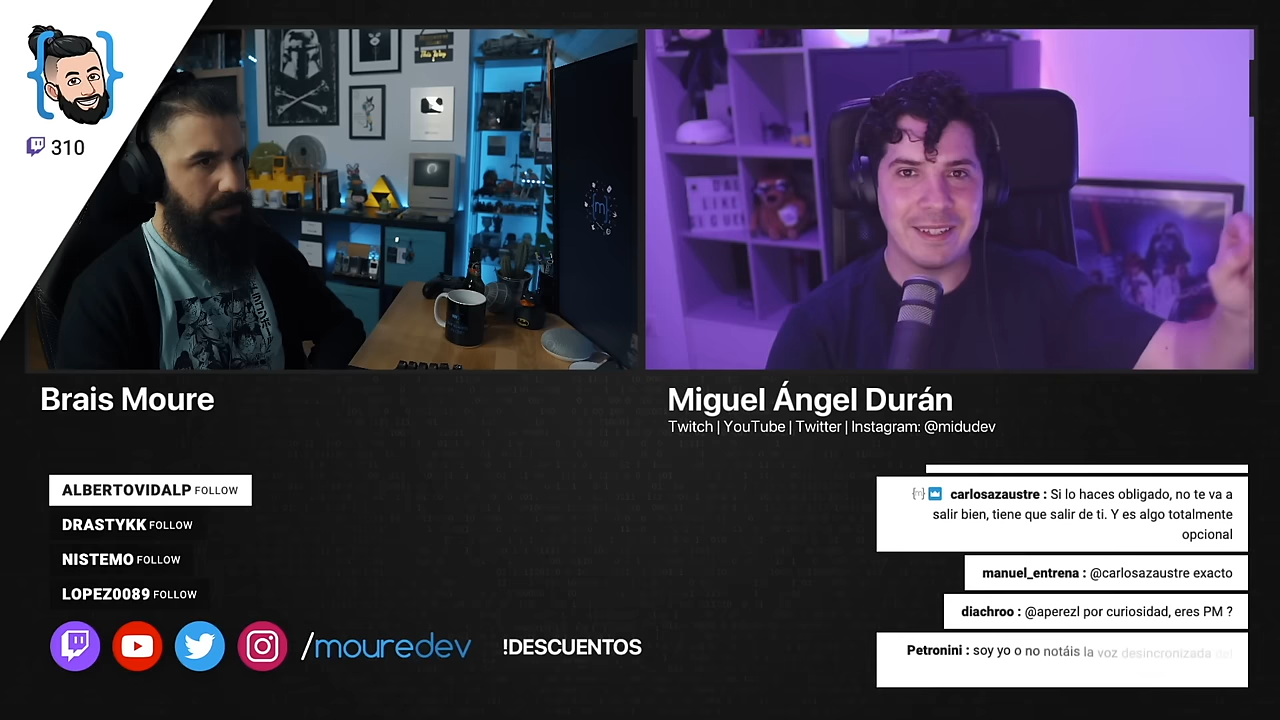 310
Brais Moure
Miguel Ángel Durán
Twitch | YouTube | Twitter | Instagram: @midudev
ALBERTOVIDALP FOLLOW
DRASTYKK FOLLOW
NISTEMO FOLLOW
LOPEZ0089 FOLLOW
/mouredev
!DESCUENTOS
carlosazaustre : Si lo haces obligado, no te va a
salir bien, tiene que salir de ti. Y es algo totalmente
opcional
manuel_entrena : @carlosazaustre exacto
diachroo : @aperezl por curiosidad, eres PM ?
Petronini : soy yo o no notáis la voz desincronizada del